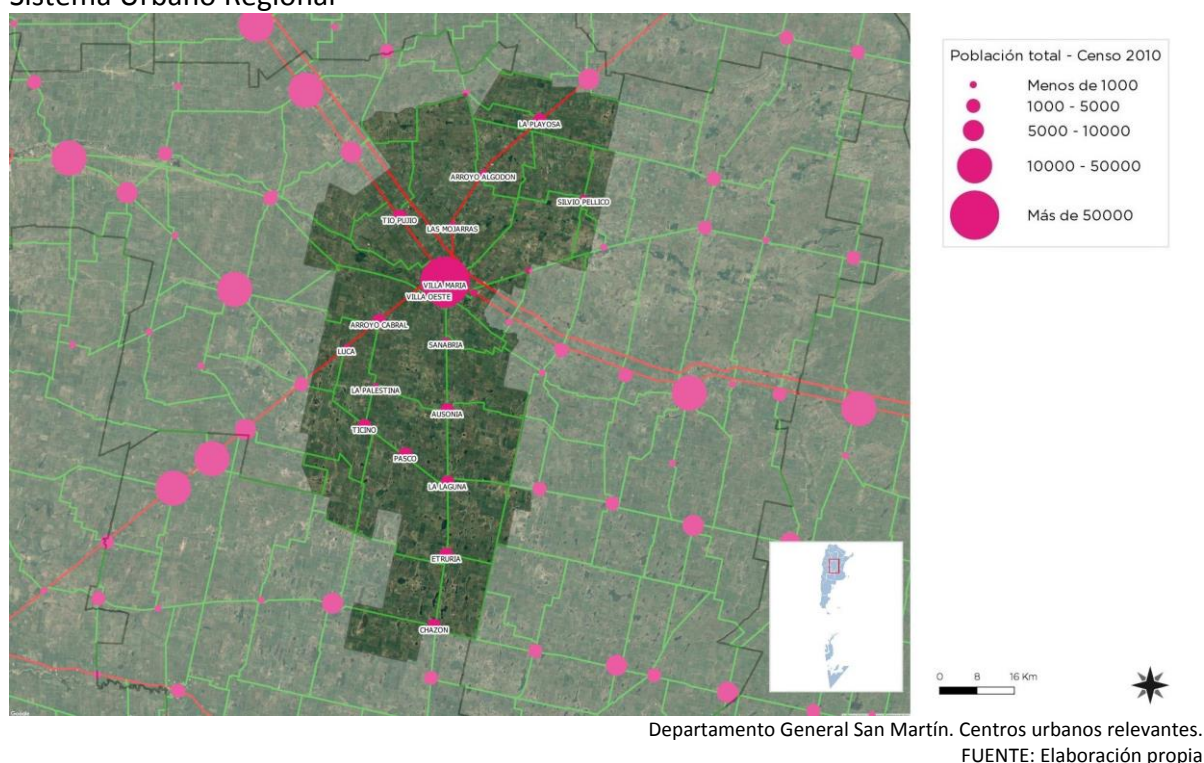 Sistema Urbano Regional
LA PLAYOSA
ARROYO ALGODON
SILVIO PELLICO
TIO PUJIO
LAS MOJARRAS
VILLA MARIA
VILLA OESTE
ARROYO CABRAL
SANABRIA
LUCA
LA PALESTINA
AUSONIA
TICINO
PASCO
LA LAGUNA
ETRURIA
CHAZON
Google
Población total - Censo 2010
Menos de 1000
1000 - 5000
5000 - 10000
10000 - 50000
Más de 50000
0 8 16 Km
Departamento General San Martín. Centros urbanos relevantes.
FUENTE: Elaboración propia